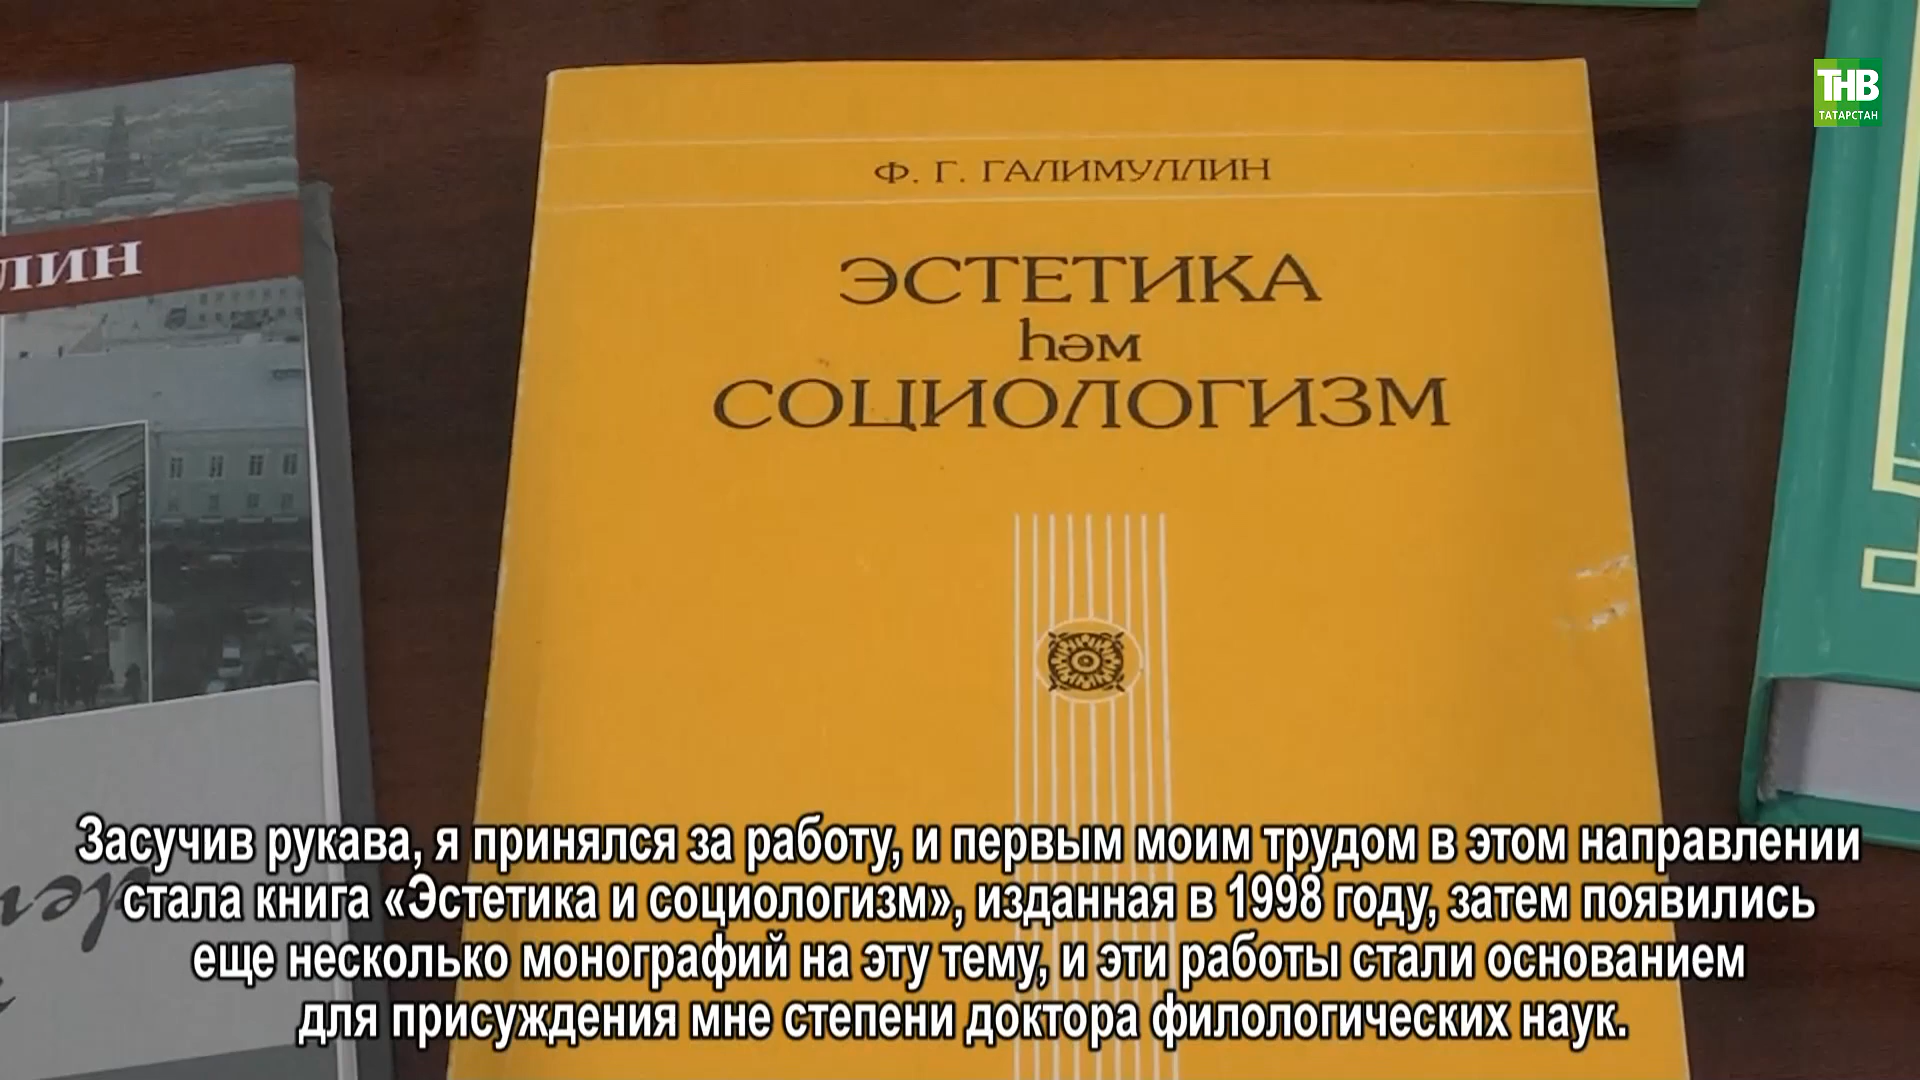 ТНВ
ТАТАРСТАН
Ф. Г. ГАЛИМУЛЛИН
ЭСТЕТИКА
һәм
СОЦИОЛОГИЗМ
ЛИН
Засучив рукава, я принялся за работу, и первым моим трудом в этом направлении
стала книга «Эстетика и социологизм», изданная в 1998 году, затем появились
еще несколько монографий на эту тему, и эти работы стали основанием
для присуждения мне степени доктора филологических наук.